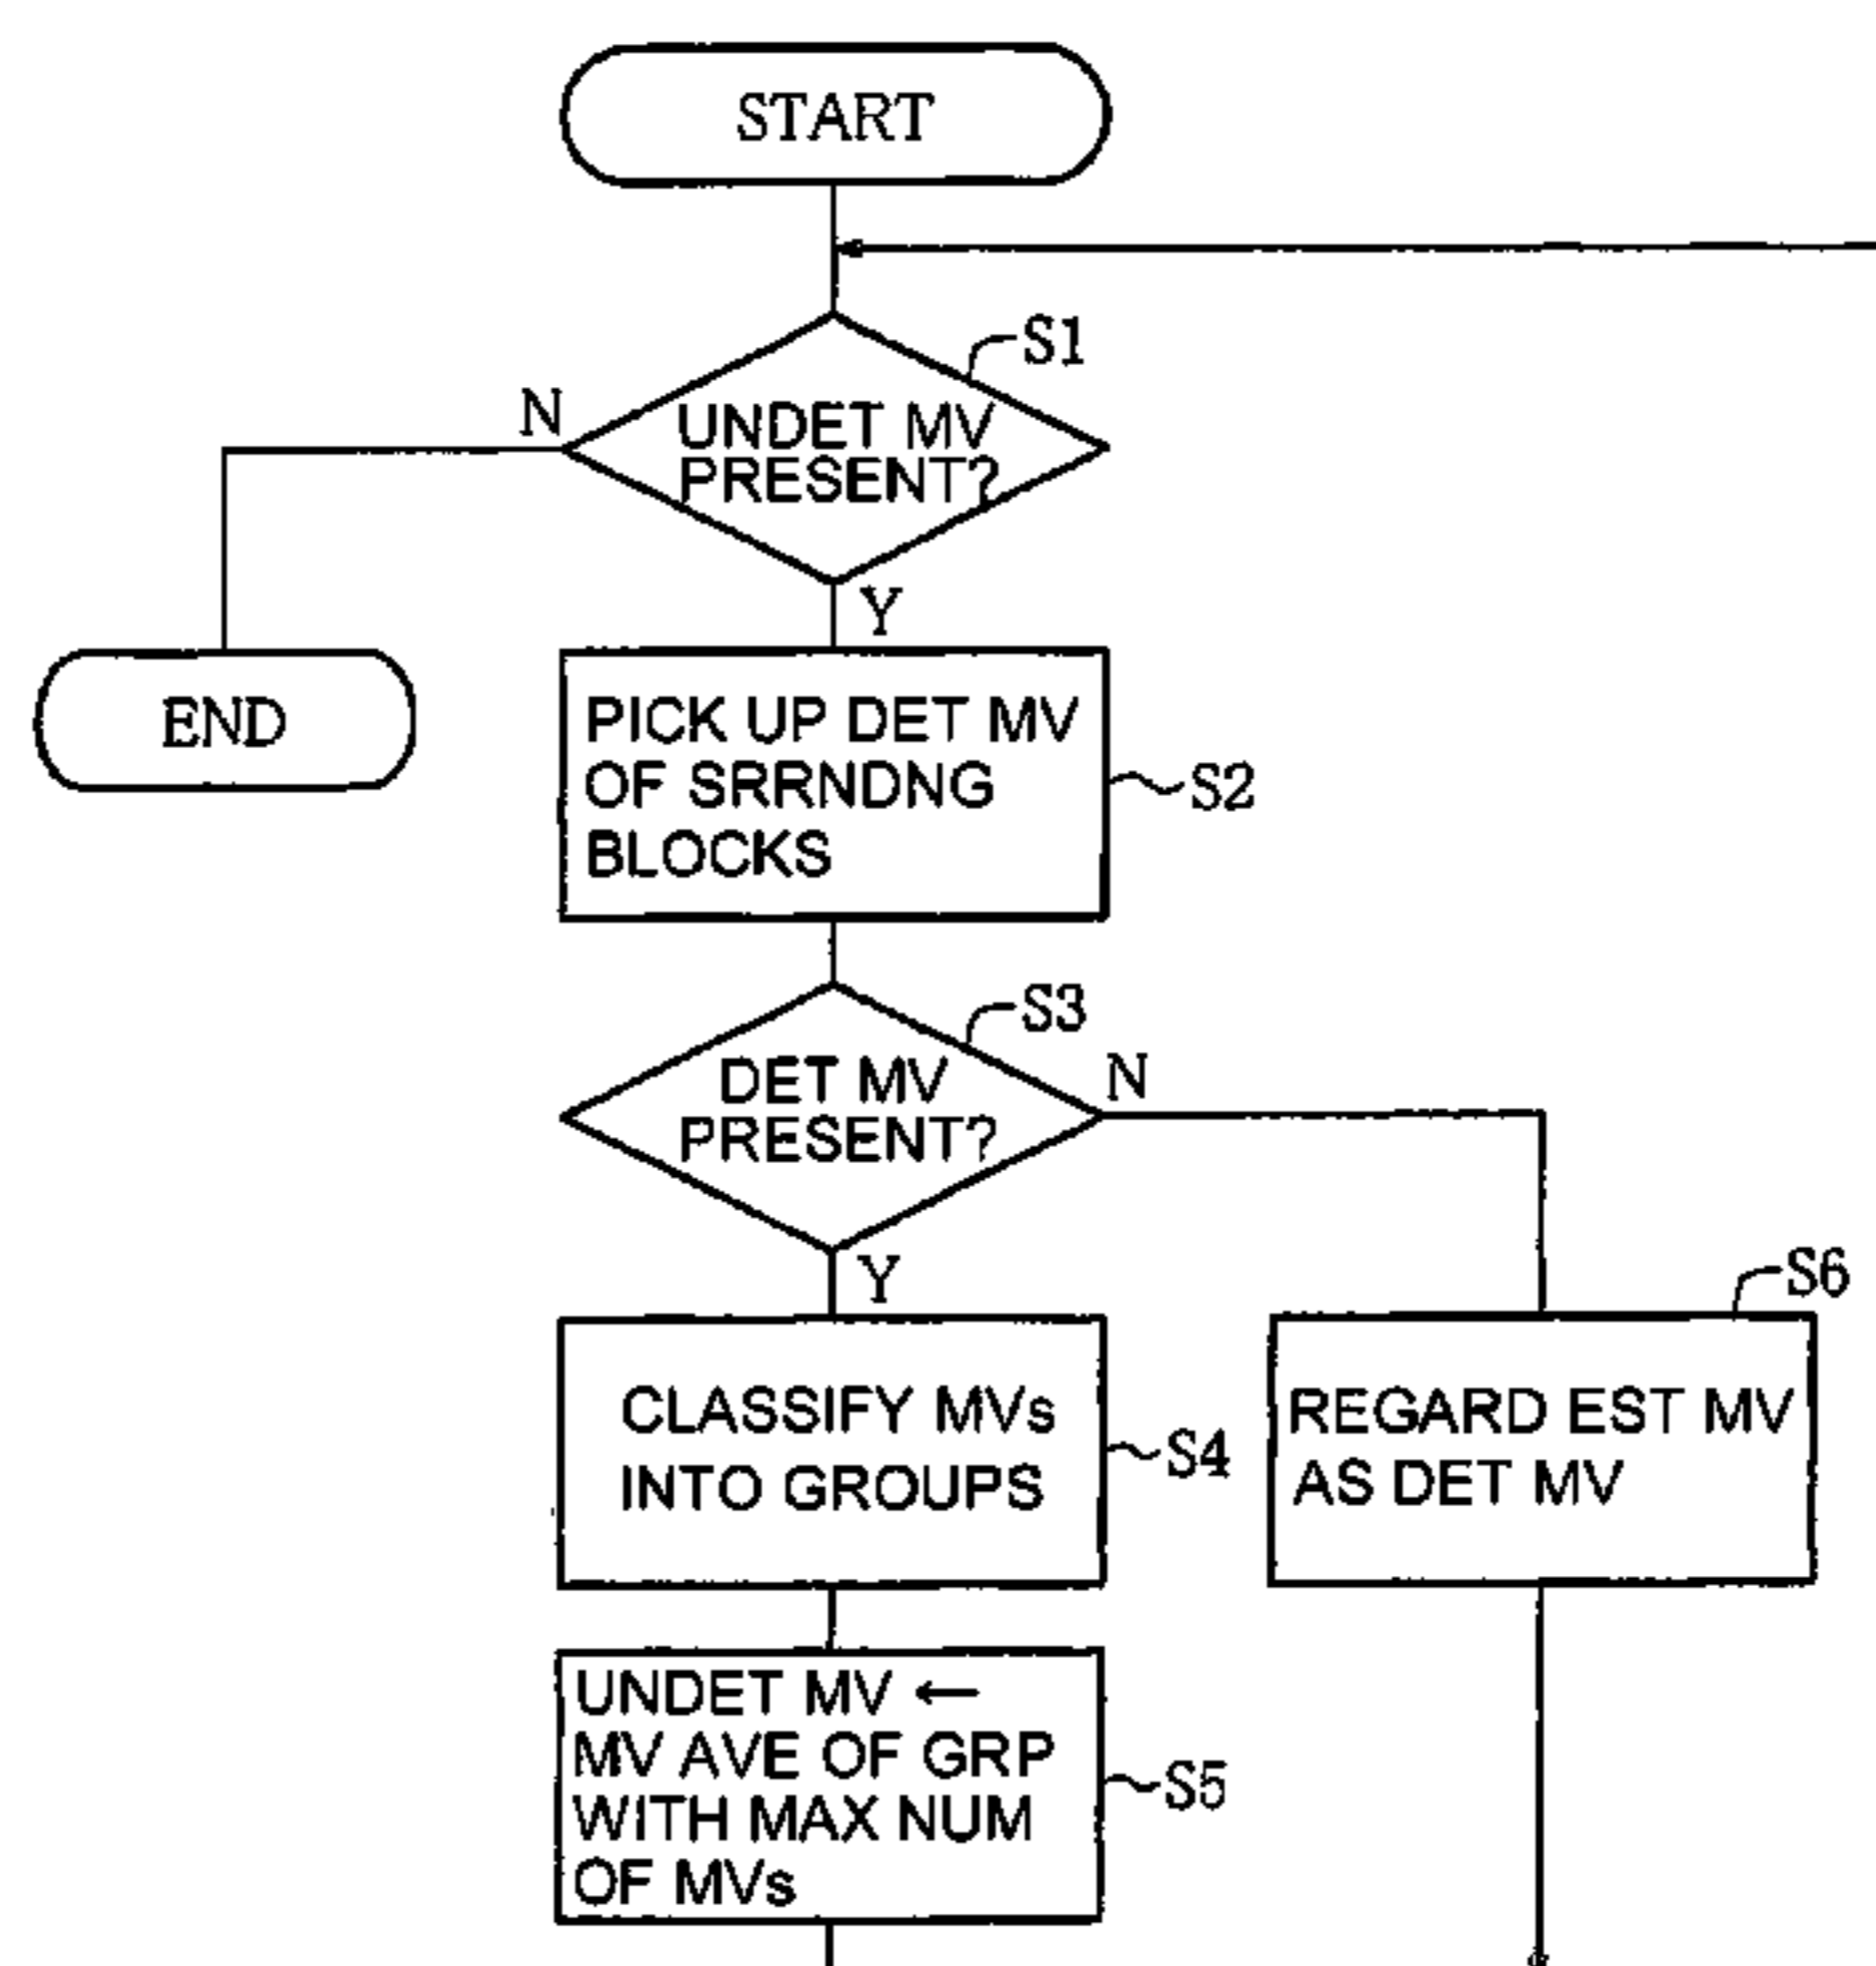 START
S1
N
UNDET MV
PRESENT?
Y
END
PICK UP DET MV
OF SRRNDNG
BLOCKS
S2
S3
DET MV
PRESENT?
N
Y
S6
CLASSIFY MVs
INTO GROUPS
S4
REGARD EST MV
AS DET MV
UNDET MV ←
MV AVE OF GRP
WITH MAX NUM
OF MVs
S5